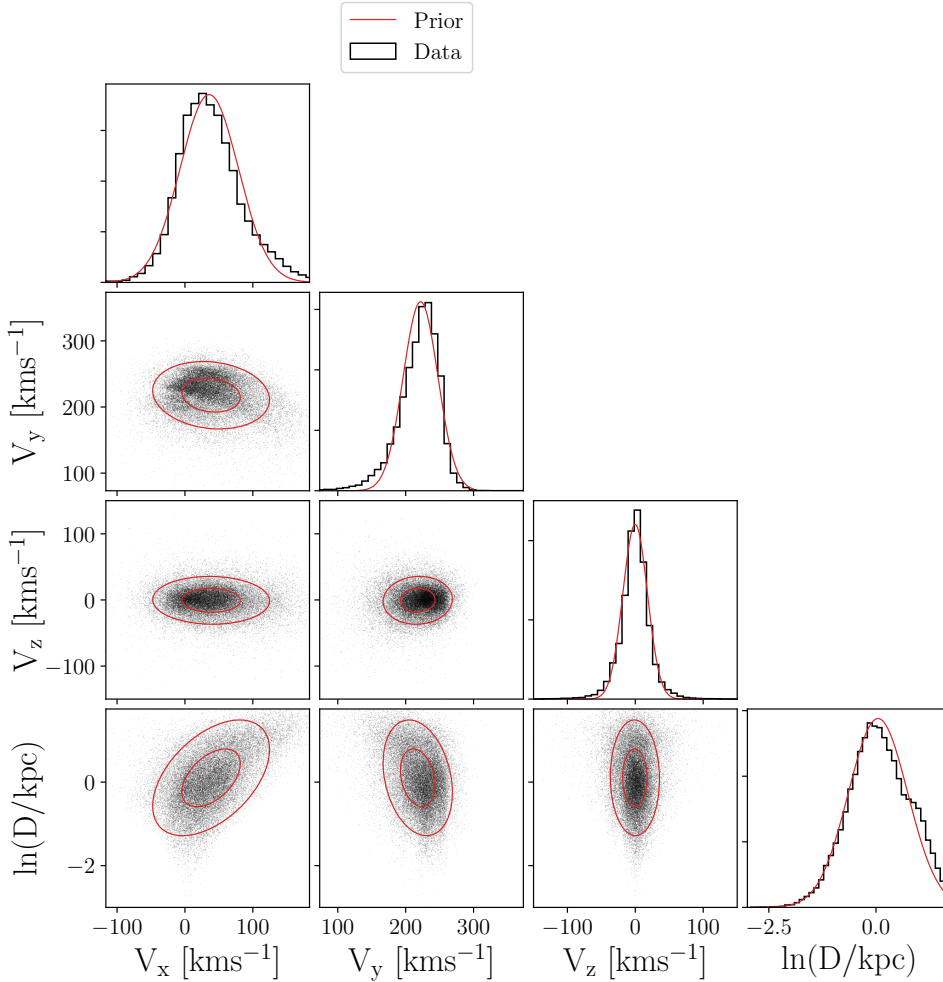 Prior
Data
V_y [kms^{-1}]
300
200
100
V_z [kms^{-1}]
100
0
−100
ln(D/kpc)
0
−2
−100 0 100
100 200 300
−100 0 100
−2.5 0.0
V_x [kms^{-1}]
V_y [kms^{-1}]
V_z [kms^{-1}]
ln(D/kpc)